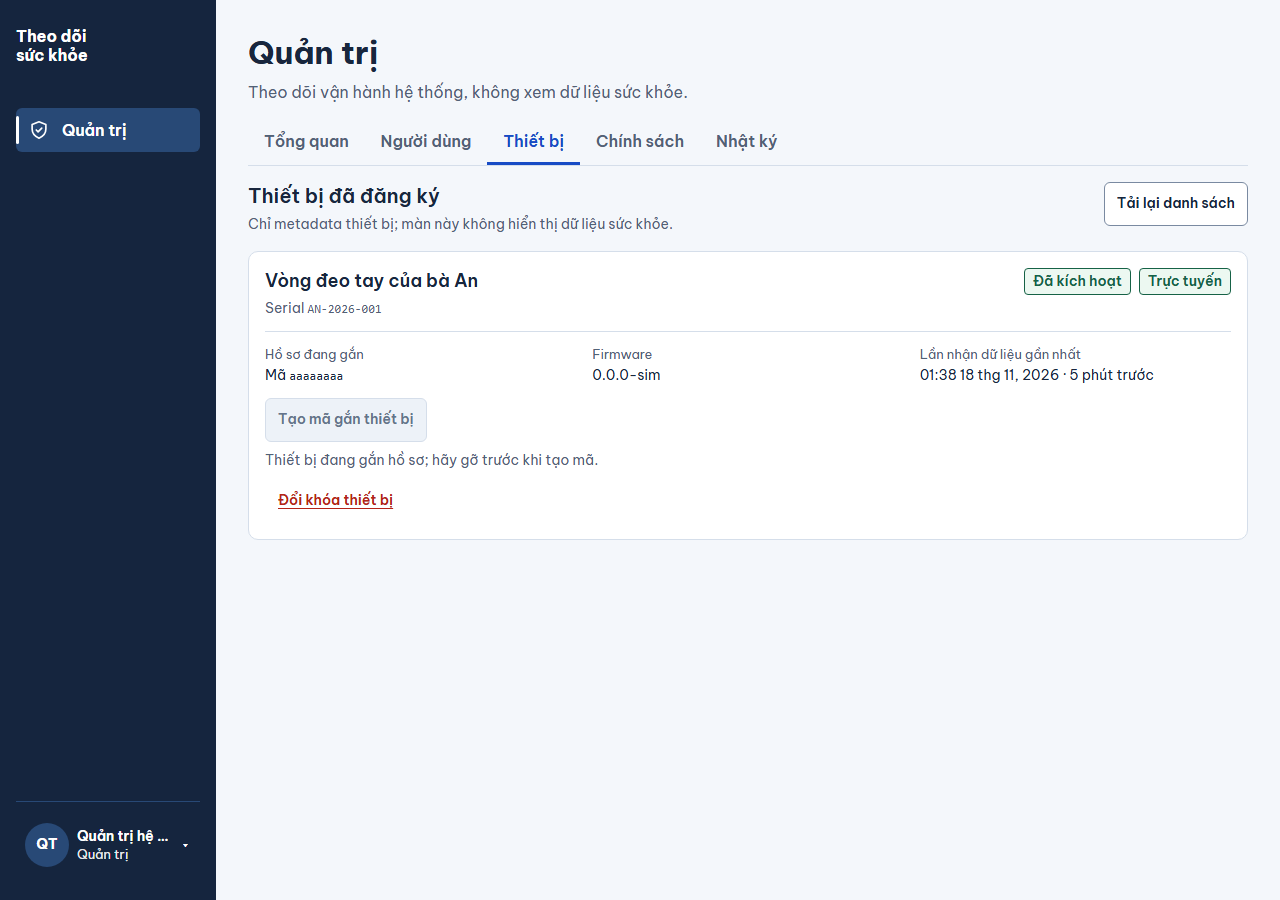 Theo dõi
sức khỏe
Quản trị
Quản trị
Theo dõi vận hành hệ thống, không xem dữ liệu sức khỏe.
Tổng quan
Người dùng
Thiết bị
Chính sách
Nhật ký
Thiết bị đã đăng ký
Chỉ metadata thiết bị; màn này không hiển thị dữ liệu sức khỏe.
Tải lại danh sách
Vòng đeo tay của bà An
Đã kích hoạt
Trực tuyến
Serial AN-2026-001
Hồ sơ đang gắn
Mã aaaaaaaa
Firmware
0.0.0-sim
Lần nhận dữ liệu gần nhất
01:38 18 thg 11, 2026 · 5 phút trước
Tạo mã gắn thiết bị
Thiết bị đang gắn hồ sơ; hãy gỡ trước khi tạo mã.
Đổi khóa thiết bị
QT
Quản trị hệ ...
Quản trị